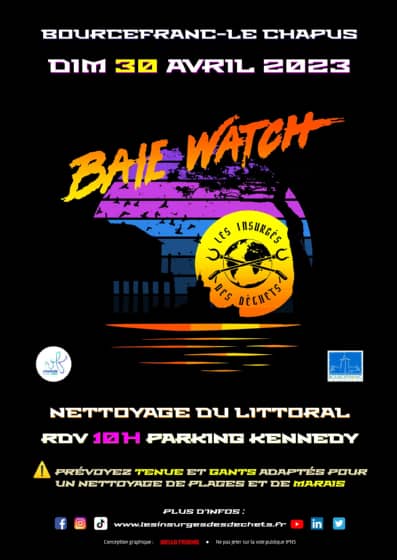 BOURCEFRANC-LE CHAPUS
DIM 30 AVRIL 2023
BAIE WATCH
LES INSURGÉS
DES DÉCHETS
BOURCEFRANC
NETTOYAGE DU LITTORAL
RDV 10H PARKING KENNEDY
PRÉVOYEZ TENUE ET GANTS ADAPTÉS POUR
UN NETTOYAGE DE PLAGES ET DE MARAIS
PLUS D'INFOS :
www.lesinsurgesdesdechets.fr
Conception graphique : • Ne pas jeter sur la voie publique IPNS